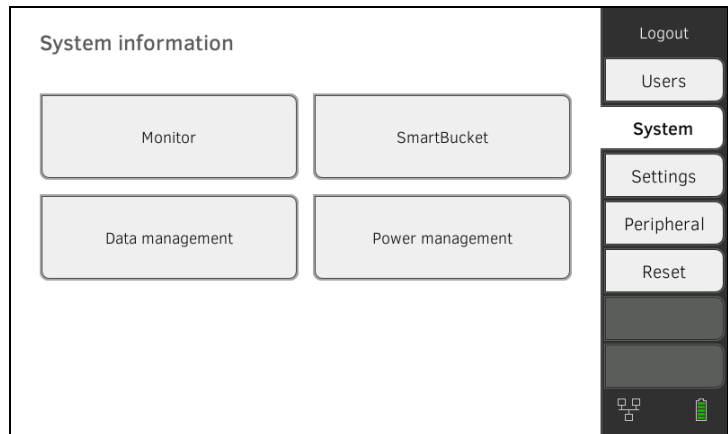 System information
Monitor
SmartBucket
Data management
Power management
Logout
Users
System
Settings
Peripheral
Reset